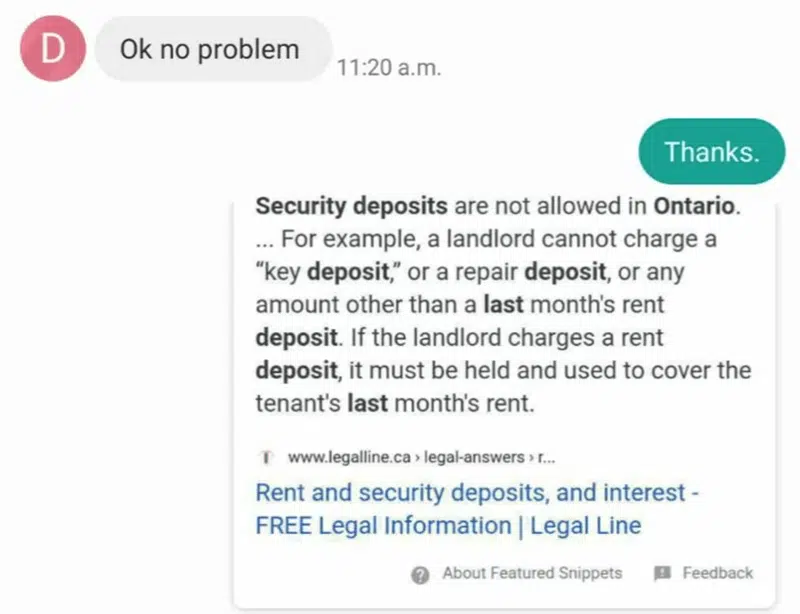 D
Ok no problem
11:20 a.m.
Thanks.
Security deposits are not allowed in Ontario.
... For example, a landlord cannot charge a
“key deposit,” or a repair deposit, or any
amount other than a last month's rent
deposit. If the landlord charges a rent
deposit, it must be held and used to cover the
tenant's last month's rent.
www.legalline.ca › legal-answers › r...
Rent and security deposits, and interest -
FREE Legal Information | Legal Line
About Featured Snippets
Feedback